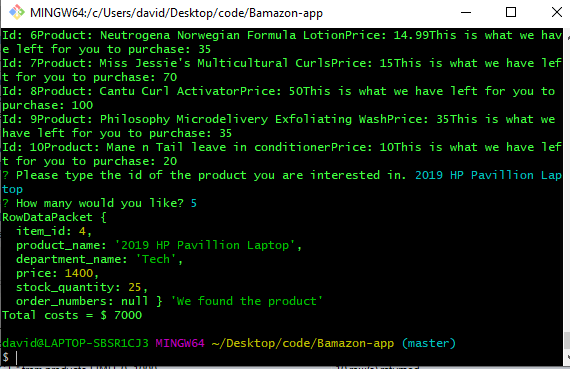 MINGW64:/c/Users/david/Desktop/code/Bamazon-app
Id: 6Product: Neutrogena Norwegian Formula LotionPrice: 14.99This is what we hav
e left for you to purchase: 35
Id: 7Product: Miss Jessie's Multicultural CurlsPrice: 15This is what we have lef
t for you to purchase: 70
Id: 8Product: Cantu Curl ActivatorPrice: 50This is what we have left for you to
purchase: 100
Id: 9Product: Philosophy Microdelivery Exfoliating WashPrice: 35This is what we
have left for you to purchase: 35
Id: 10Product: Mane n Tail leave in conditionerPrice: 10This is what we have lef
t for you to purchase: 20
? Please type the id of the product you are interested in. 2019 HP Pavillion Lap
top
? How many would you like? 5
RowDataPacket {
  item_id: 4,
  product_name: '2019 HP Pavillion Laptop',
  department_name: 'Tech',
  price: 1400,
  stock_quantity: 25,
  order_numbers: null } 'We found the product'
Total costs = $ 7000
david@LAPTOP-SBSR1CJ3 MINGW64 ~/Desktop/code/Bamazon-app (master)
$